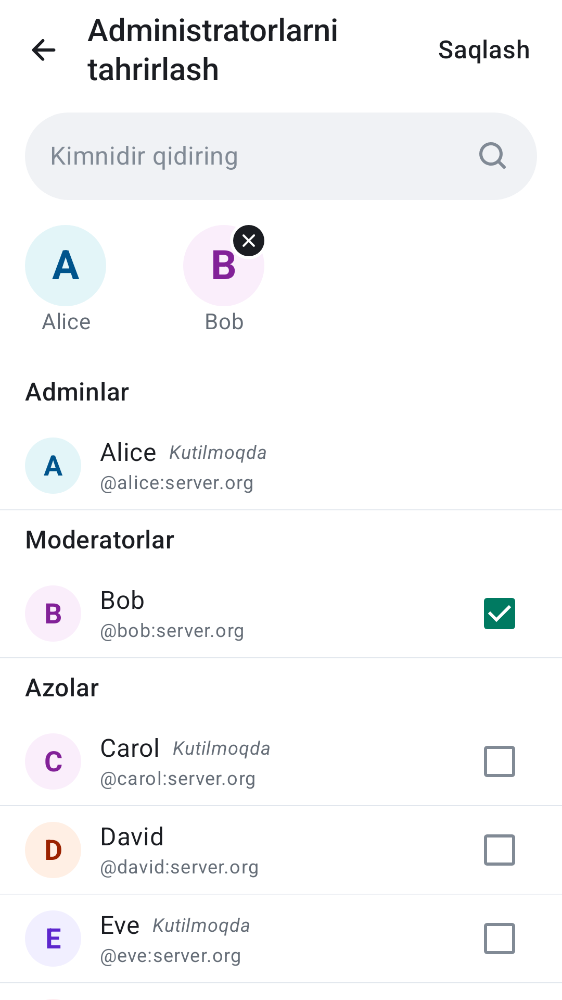 Administratorlarni
tahrirlash
Saqlash
Kimnidir qidiring
A
B
Alice
Bob
Adminlar
A
Alice Kutilmoqda
@alice:server.org
Moderatorlar
B
Bob
@bob:server.org
Azolar
C
Carol Kutilmoqda
@carol:server.org
D
David
@david:server.org
E
Eve Kutilmoqda
@eve:server.org